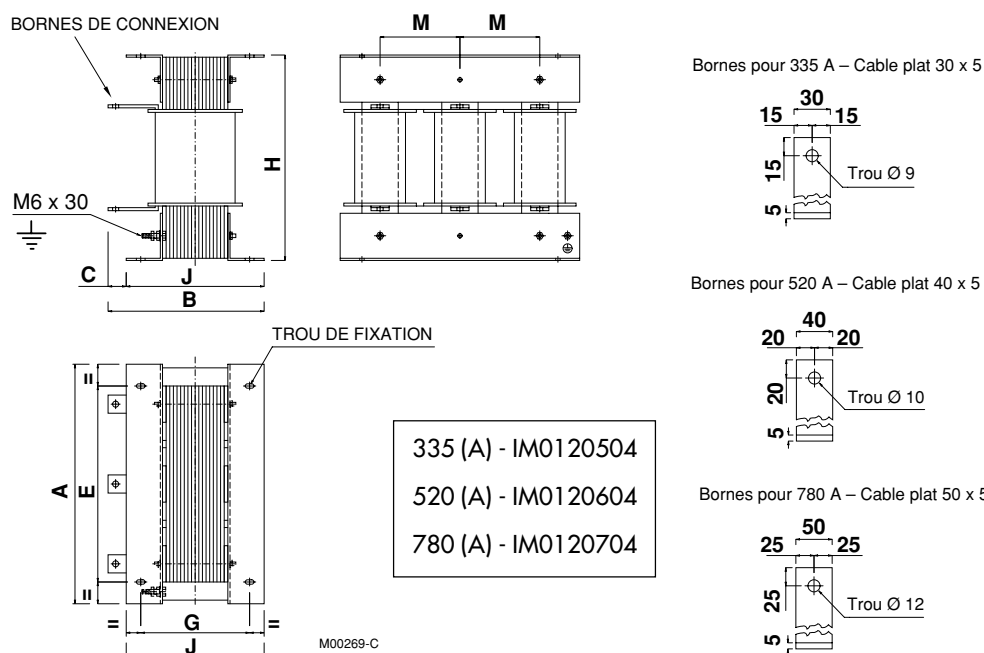 BORNES DE CONNEXION
M M
H
M6 x 30
C J
B
TROU DE FIXATION
=
A E
=
= G =
J
M00269-C
335 (A) - IM0120504
520 (A) - IM0120604
780 (A) - IM0120704
Bornes pour 335 A – Cable plat 30 x 5
30
15 15
15
Trou Ø 9
5
Bornes pour 520 A – Cable plat 40 x 5
40
20 20
20
Trou Ø 10
5
Bornes pour 780 A – Cable plat 50 x 5
50
25 25
25
Trou Ø 12
5